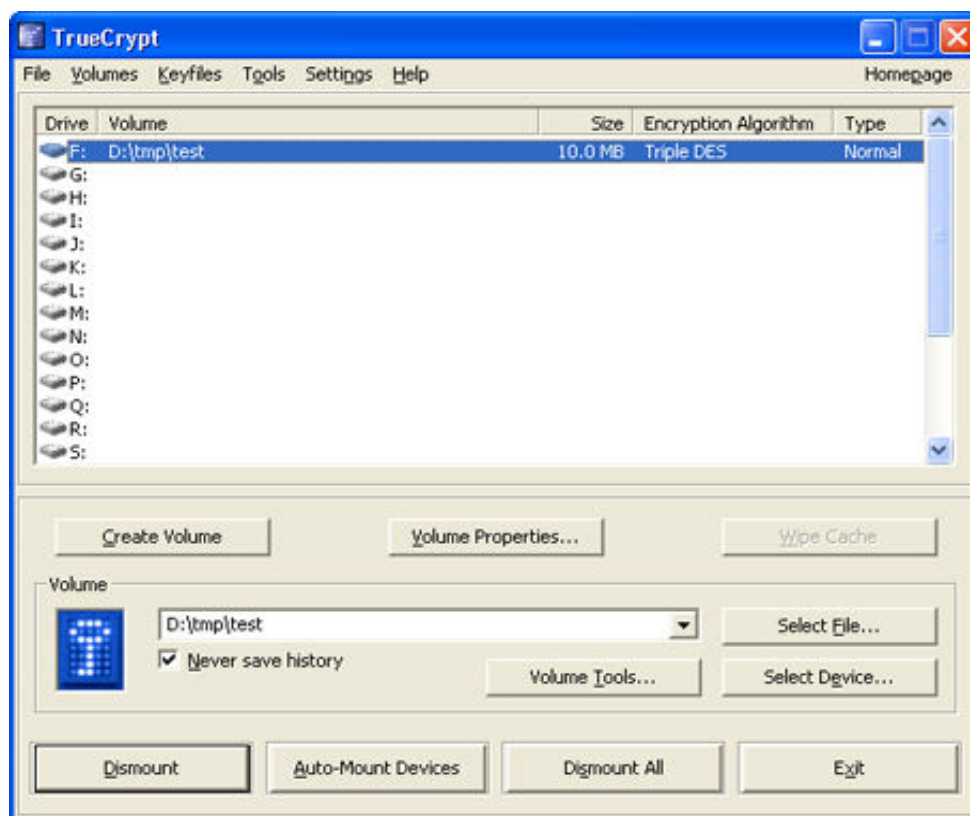 TrueCrypt
File Volumes Keyfiles Tools Settings Help Homepage
Drive Volume Size Encryption Algorithm Type
F: D:\tmp\test 10.0 MB Triple DES Normal
G:
H:
I:
J:
K:
L:
M:
N:
O:
P:
Q:
R:
S:
Create Volume Volume Properties... Wipe Cache
Volume
D:\tmp\test Select File...
Never save history
Volume Tools... Select Device...
Dismount Auto-Mount Devices Dismount All Exit